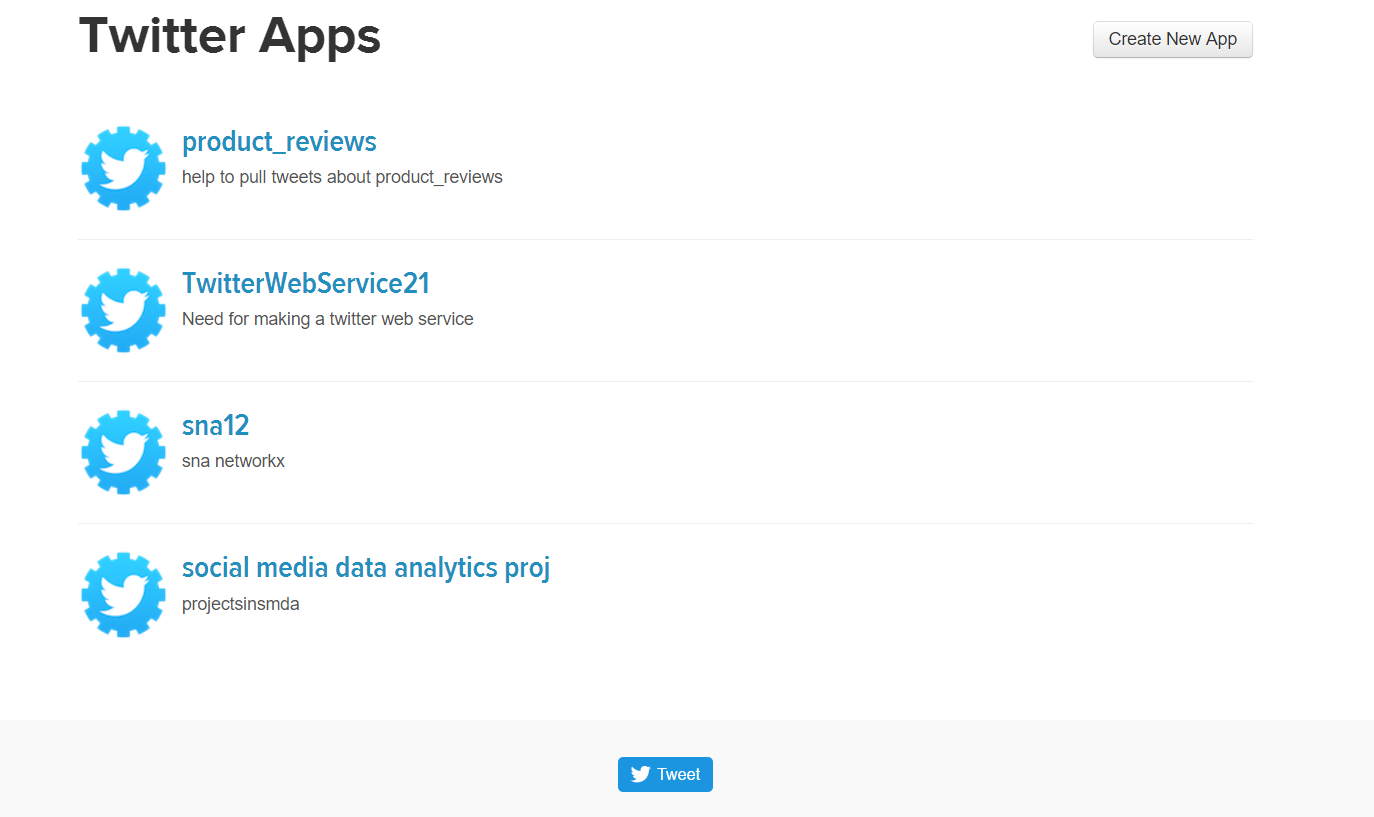 Twitter Apps
Create New App
product_reviews
help to pull tweets about product_reviews
TwitterWebService21
Need for making a twitter web service
sna12
sna networkx
social media data analytics proj
projectsinsmda
Tweet